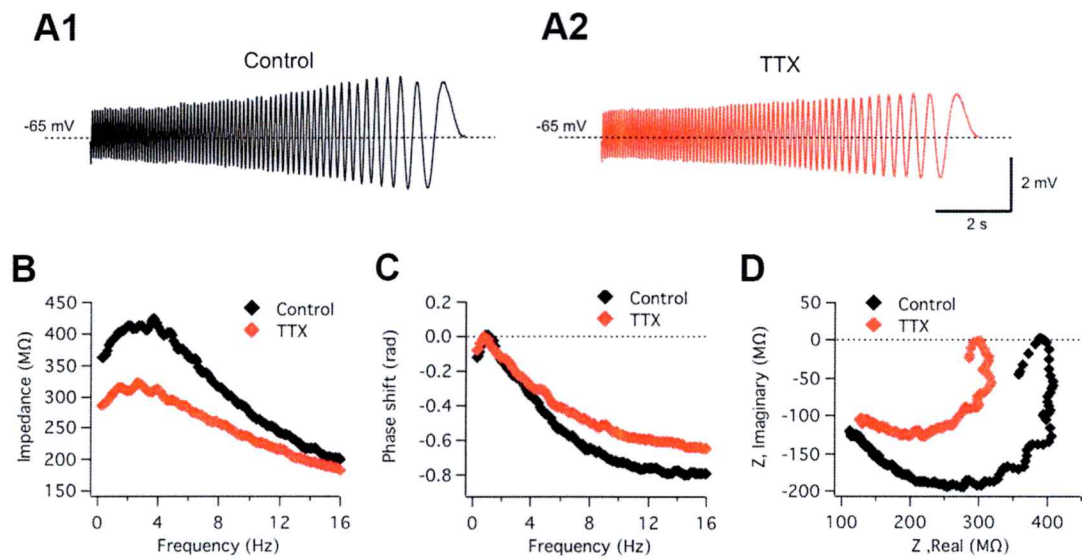 A1
A2
Control
TTX
-65 mV
-65 mV
2 mV
2 s
B
C
D
Control
TTX
Impedance (MΩ)
450
400
350
300
250
200
150
0
4
8
12
16
Frequency (Hz)
Control
TTX
Phase shift (rad)
0.2
0.0
-0.2
-0.4
-0.6
-0.8
0
4
8
12
16
Frequency (Hz)
Control
TTX
Z, Imaginary (MΩ)
50
0
-50
-100
-150
-200
100
200
300
400
Z ,Real (MΩ)